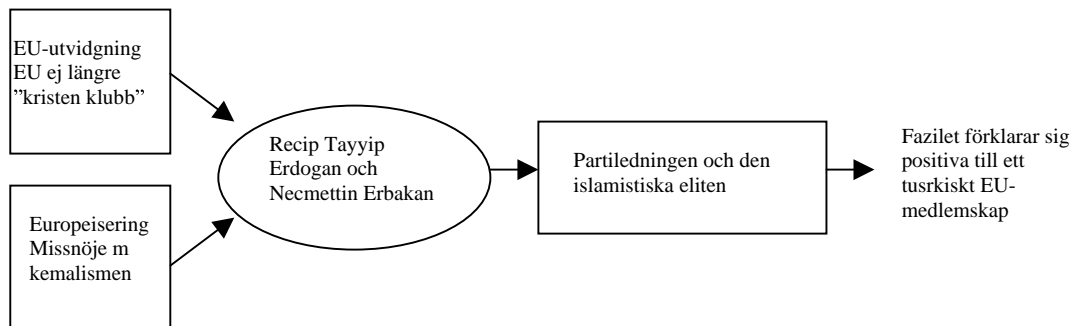 EU-utvidgning
EU ej längre
”kristen klubb”
Europeisering
Missnöje m
kemalismen
Recip Tayyip
Erdogan och
Necmettin Erbakan
Partiledningen och den
islamistiska eliten
Fazilet förklarar sig
positiva till ett
tusrkiskt EU-
medlemskap